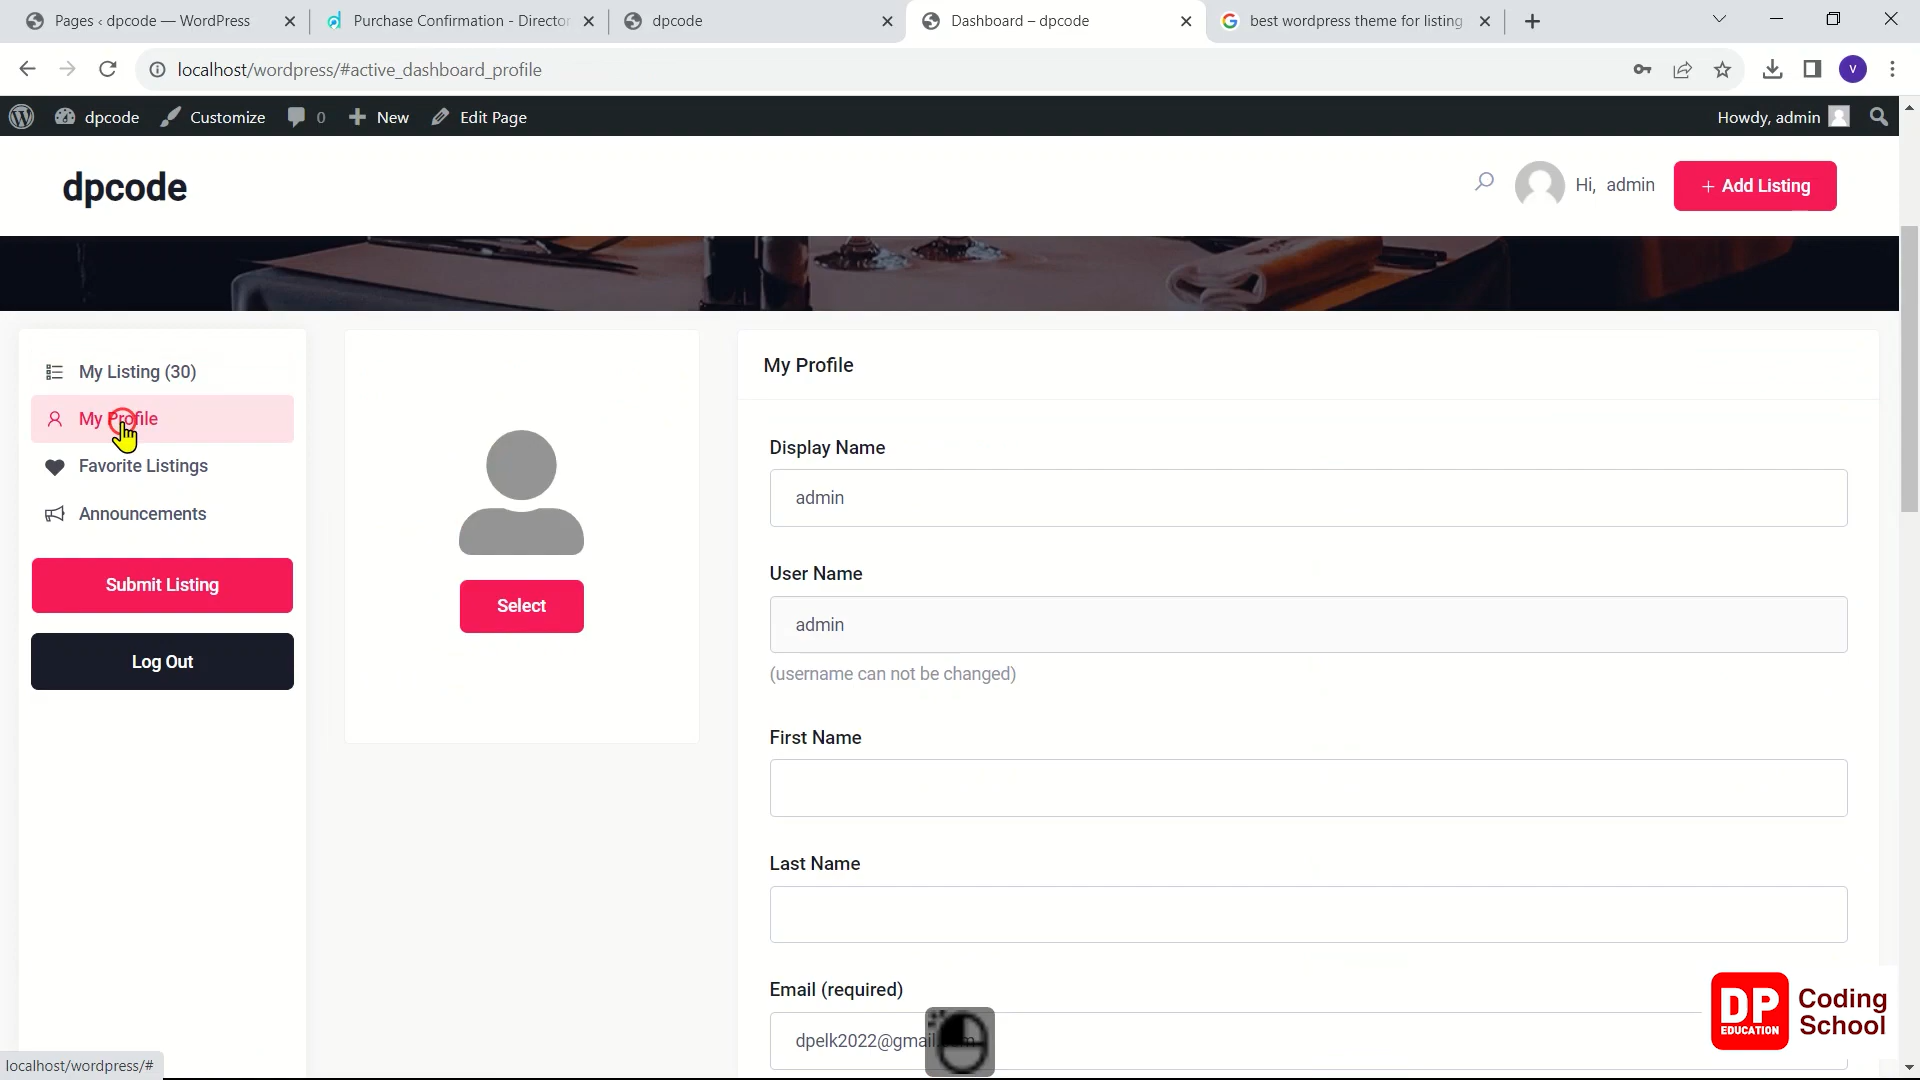 Pages ‹ dpcode — WordPress
Purchase Confirmation - Director
dpcode
Dashboard – dpcode
best wordpress theme for listing
localhost/wordpress/#active_dashboard_profile
V
dpcode
Customize
0
New
Edit Page
Howdy, admin
dpcode
Hi, admin
+ Add Listing
My Listing (30)
My Profile
Favorite Listings
Announcements
Submit Listing
Log Out
Select
My Profile
Display Name
admin
User Name
admin
(username can not be changed)
First Name
Last Name
Email (required)
dpelk2022@gmail
DP
EDUCATION
Coding
School
localhost/wordpress/#